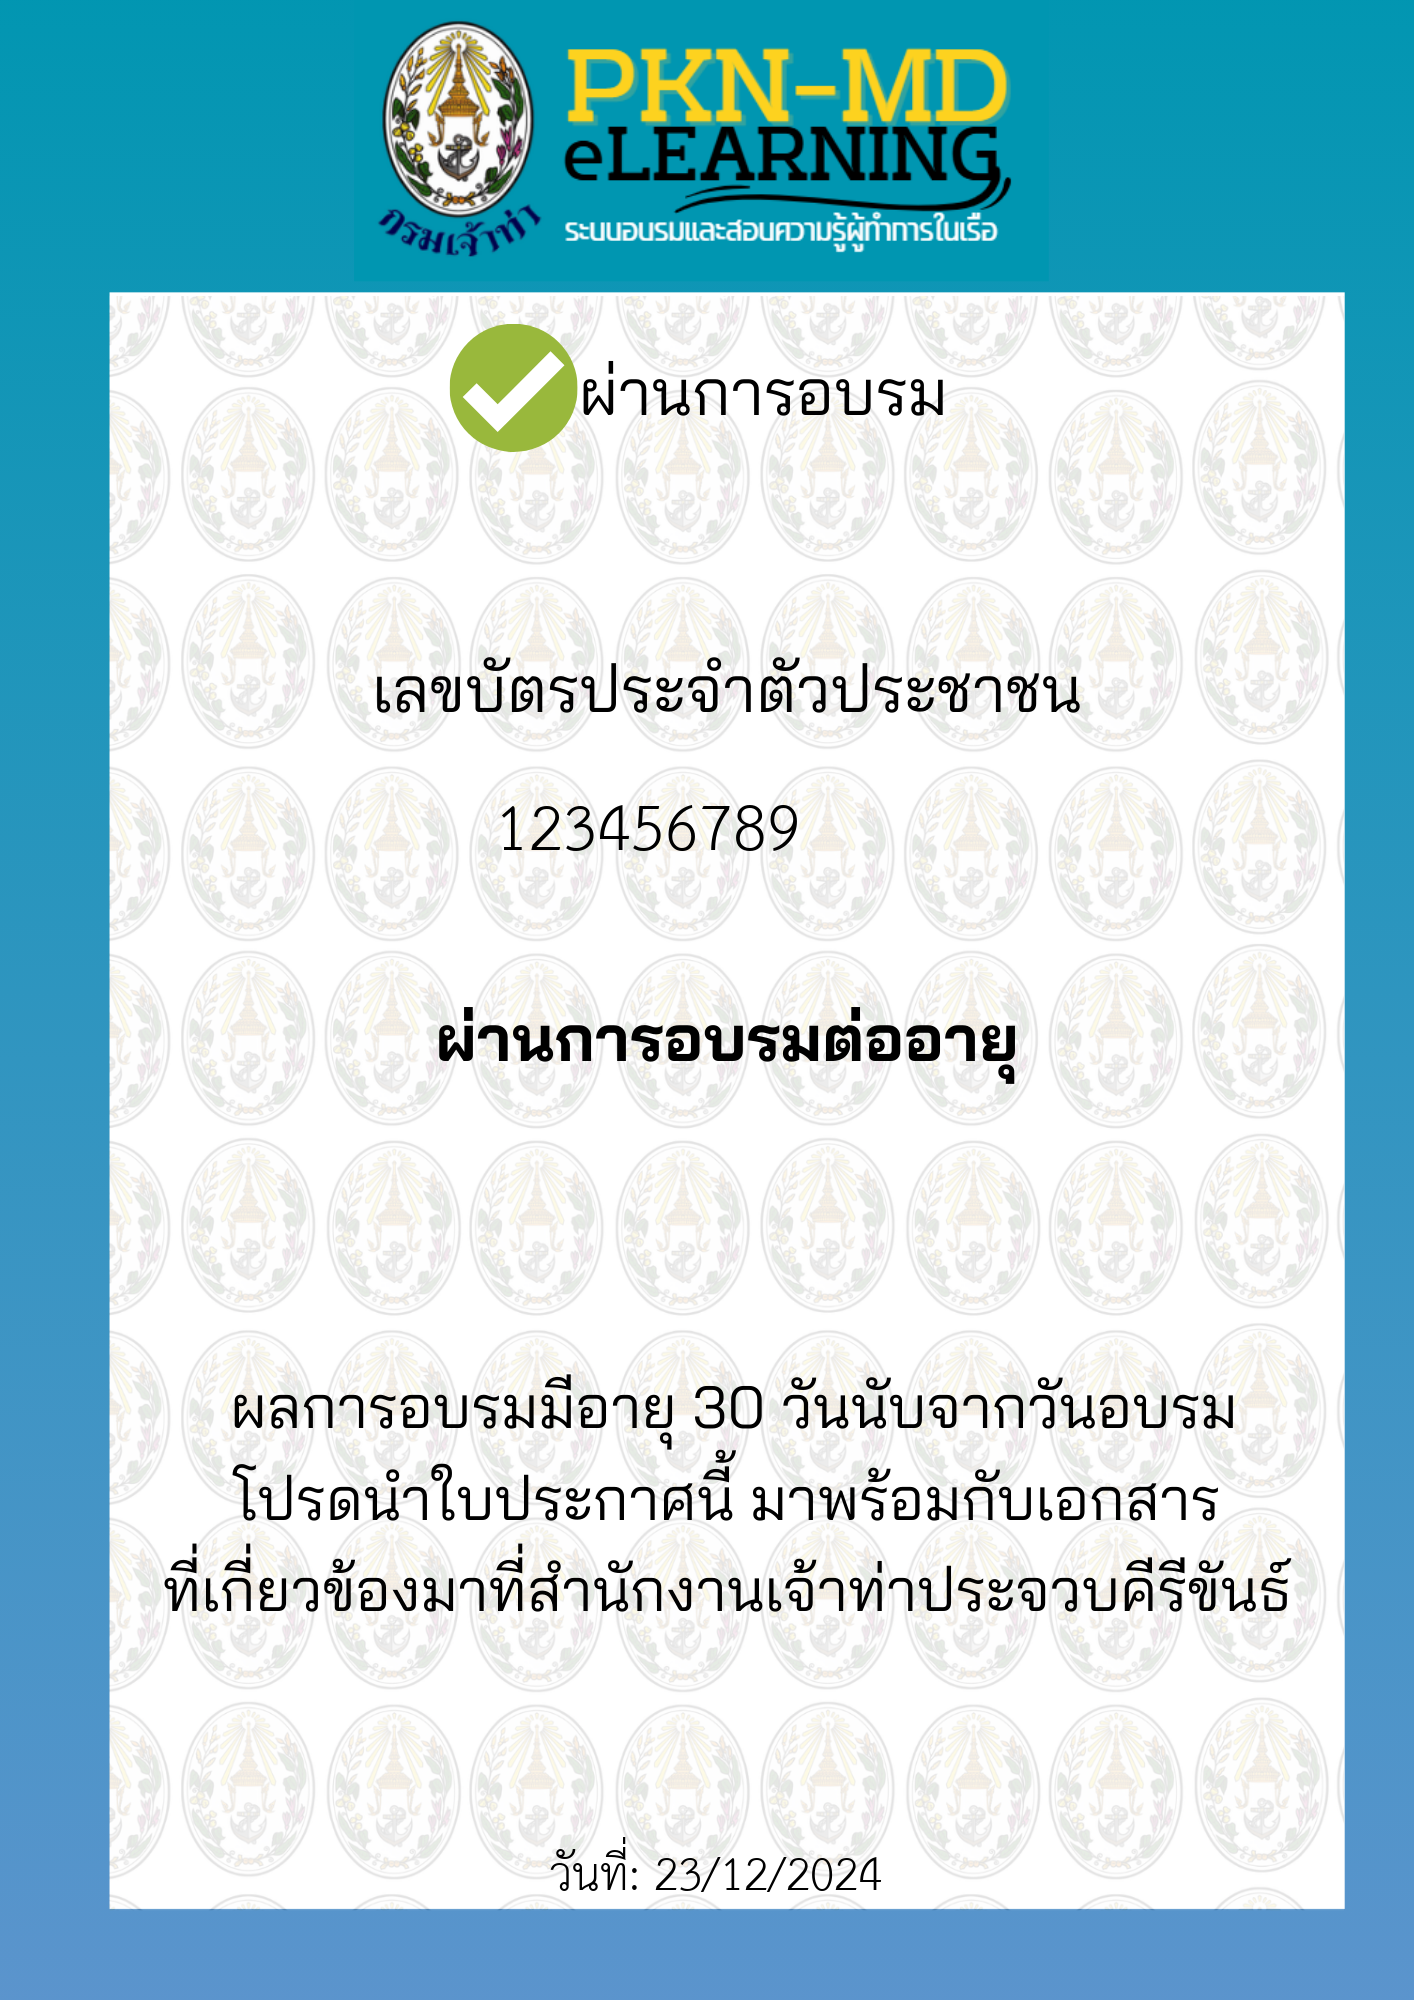 PKN-MD
eLEARNING
ระบบอบรมและสอบความรู้ผู้ทำการในเรือ
กรมเจ้าท่า
ผ่านการอบรม
เลขบัตรประจำตัวประชาชน
123456789
ผ่านการอบรมต่ออายุ
ผลการอบรมมีอายุ 30 วันนับจากวันอบรม
โปรดนำใบประกาศนี้ มาพร้อมกับเอกสาร
ที่เกี่ยวข้องมาที่สำนักงานเจ้าท่าประจวบคีรีขันธ์
วันที่: 23/12/2024